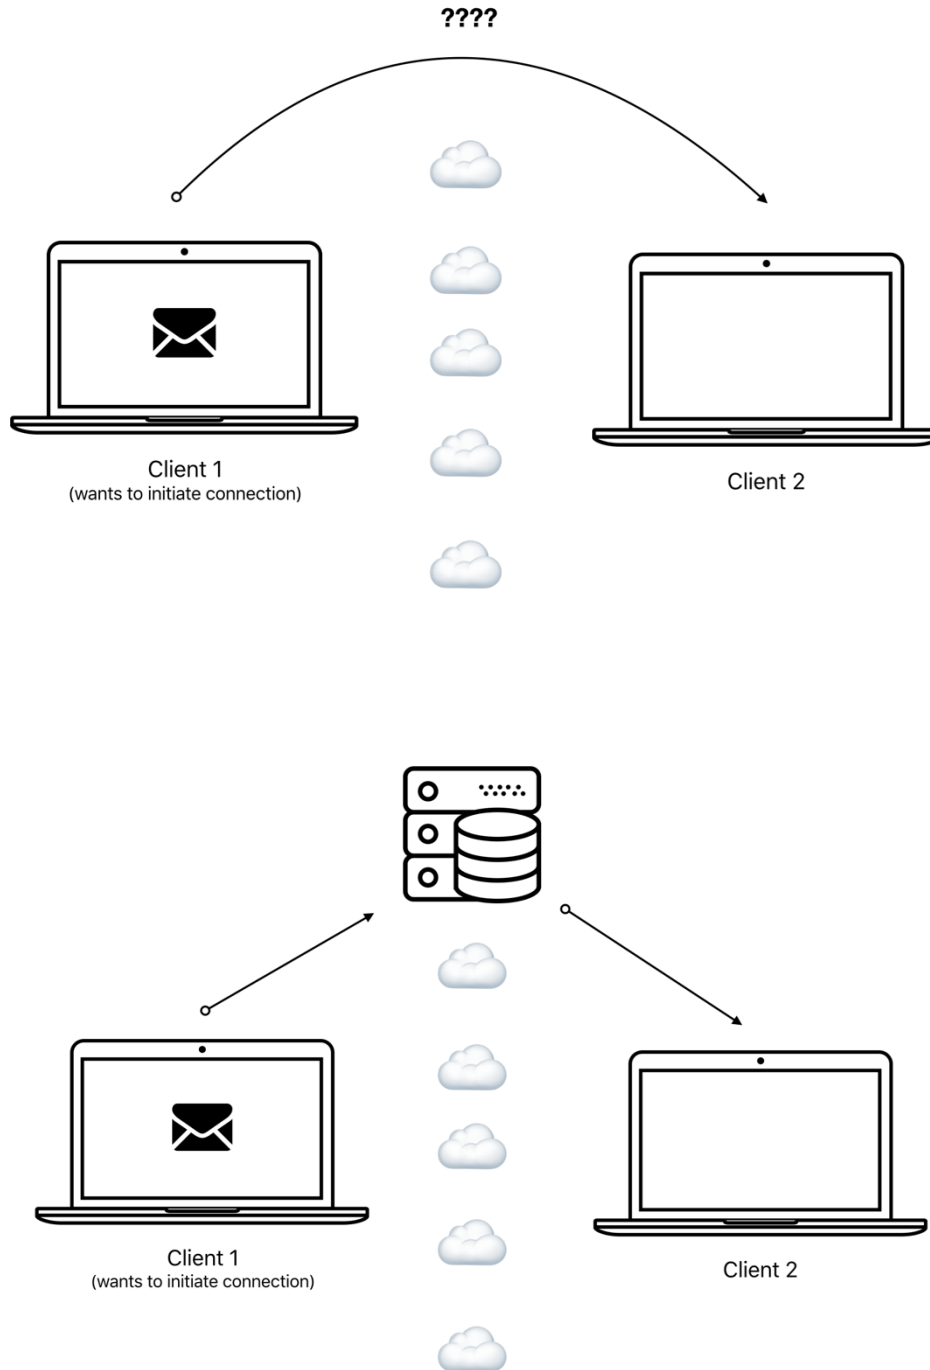 ????
Client 1
(wants to initiate connection)
Client 2
Client 1
(wants to initiate connection)
Client 2